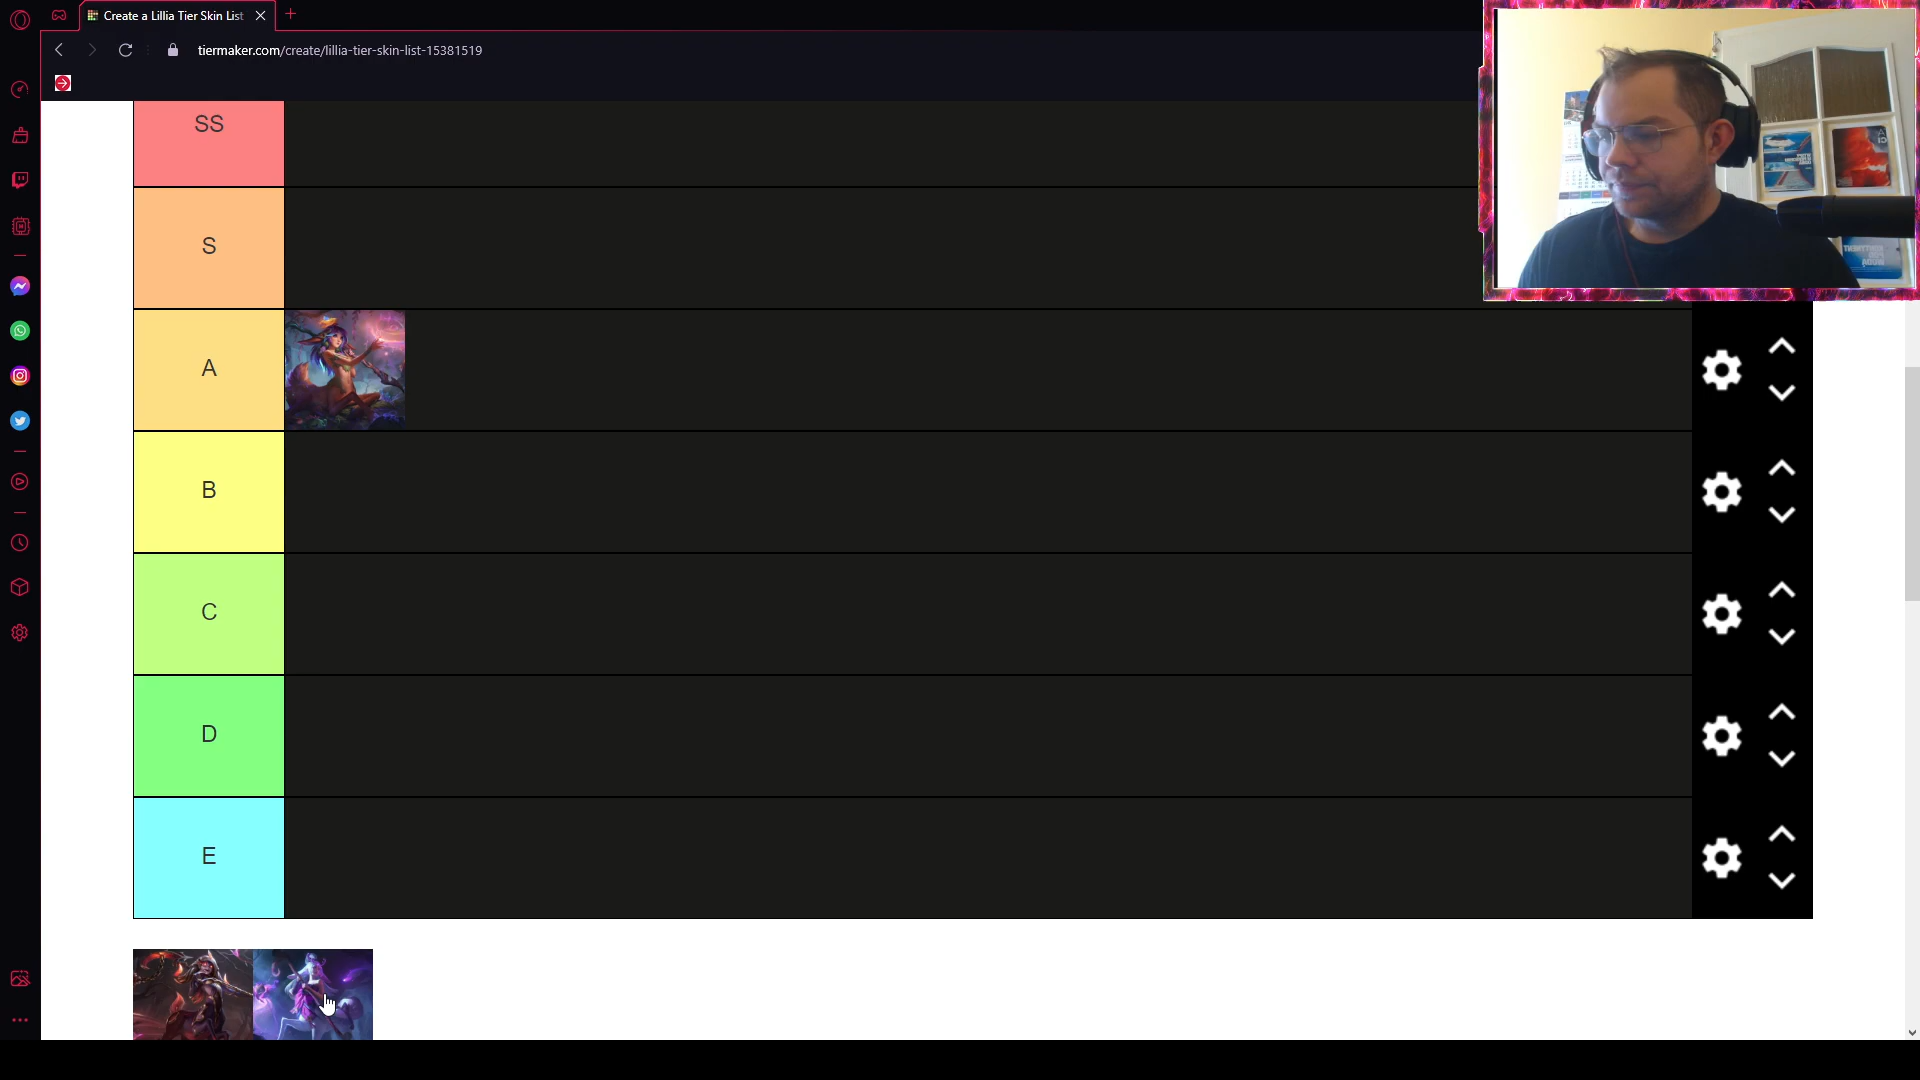 Create a Lillia Tier Skin List
tiermaker.com/create/lillia-tier-skin-list-15381519
SS
S
A
B
C
D
E